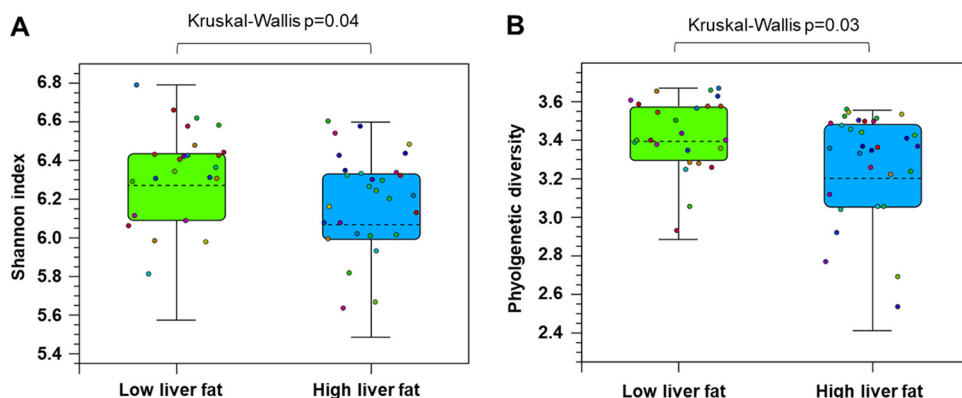 A
Kruskal-Wallis p=0.04
Shannon index
6.8
6.6
6.4
6.2
6.0
5.8
5.6
5.4
Low liver fat
High liver fat
B
Kruskal-Wallis p=0.03
Phyolgenetic diversity
3.6
3.4
3.2
3.0
2.8
2.6
2.4
Low liver fat
High liver fat